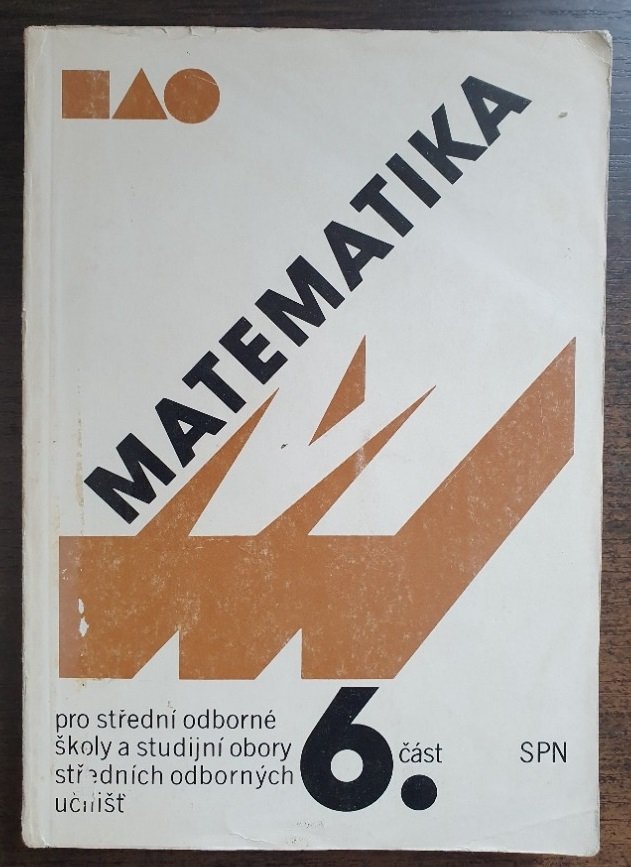 MATEMATIKA
pro střední odborné
školy a studijní obory
středních odborných
učilišť
6.
část
SPN